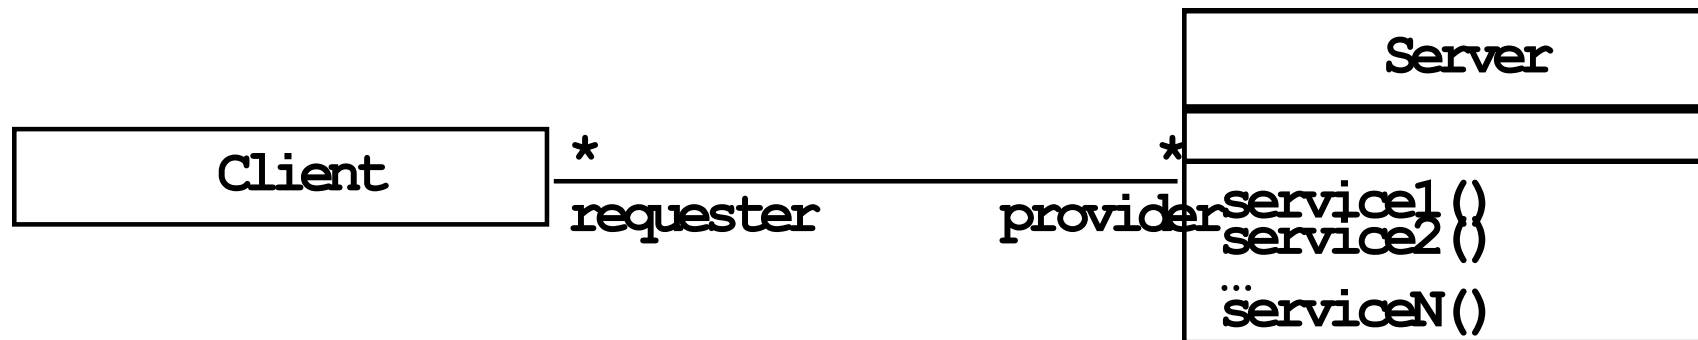 Server
Client
* *
requester provider
service1()
service2()
...
serviceN()